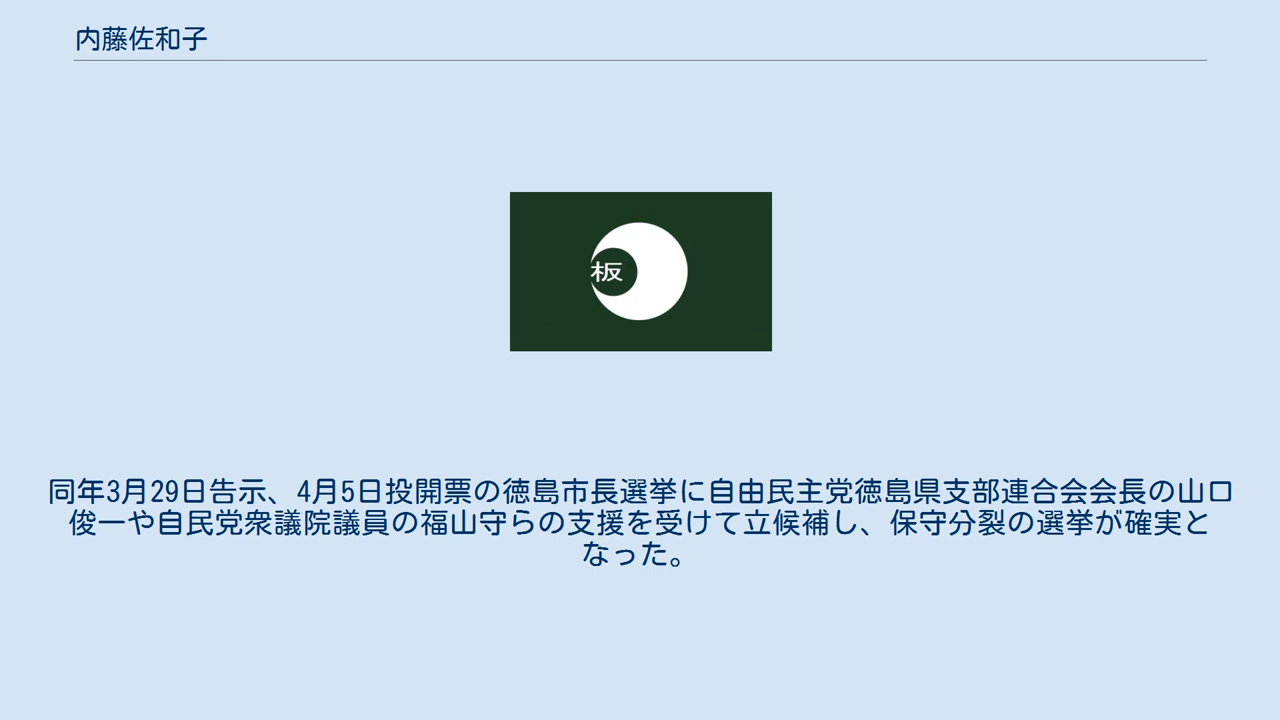 内藤佐和子
板
同年3月29日告示、4月5日投開票の徳島市長選挙に自由民主党徳島県支部連合会会長の山口
俊一や自民党衆議院議員の福山守らの支援を受けて立候補し、保守分裂の選挙が確実と
なった。